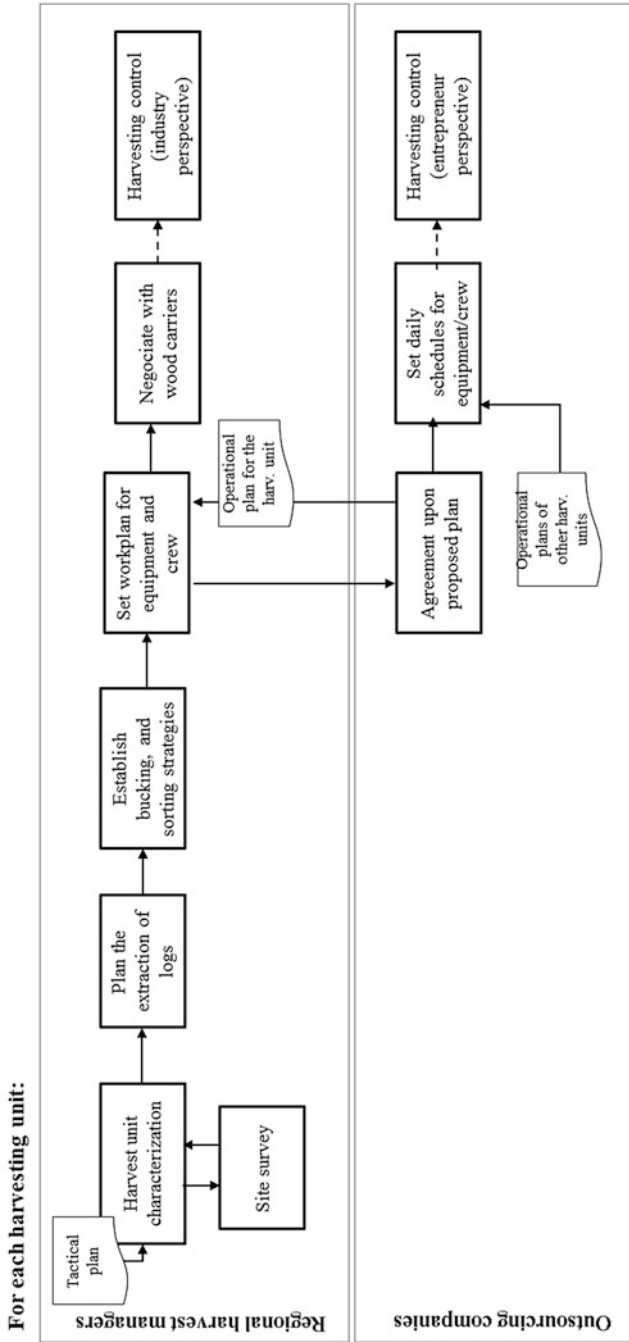 For each harvesting unit:
Regional harvest managers
Tactical
plan
Harvest unit
characterization
Site survey
Plan the
extraction of
logs
Establish
bucking, and
sorting strategies
Set workplan for
equipment and
crew
Operational
plan for the
harv. unit
Negociate with
wood carriers
Harvesting control
(industry
perspective)
Outsourcing companies
Agreement upon
proposed plan
Operational
plans of
other harv.
units
Set daily
schedules for
equipment/crew
Harvesting control
(entrepreneur
perspective)